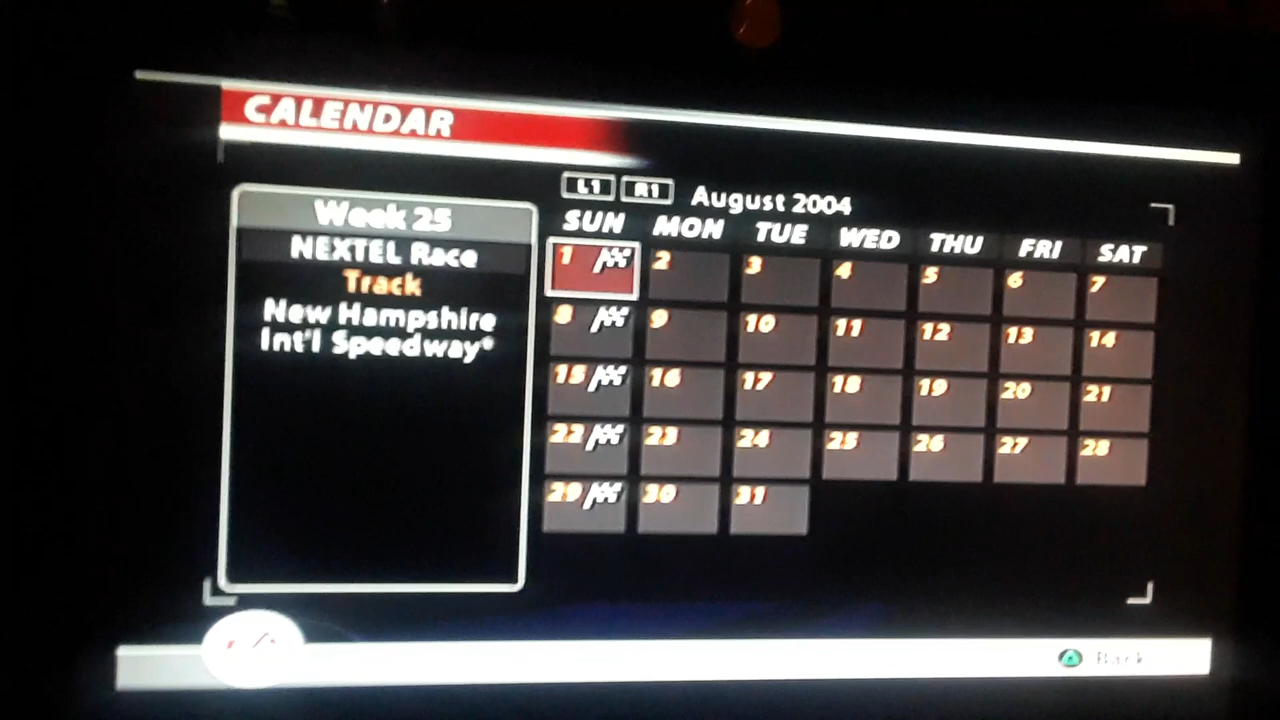 CALENDAR
L1 R1 August 2004
Week 25
NEXTEL Race
Track
New Hampshire
Int'l Speedway*
SUN MON TUE WED THU FRI SAT
1 2 3 4 5 6 7
8 9 10 11 12 13 14
15 16 17 18 19 20 21
22 23 24 25 26 27 28
29 30 31
Back